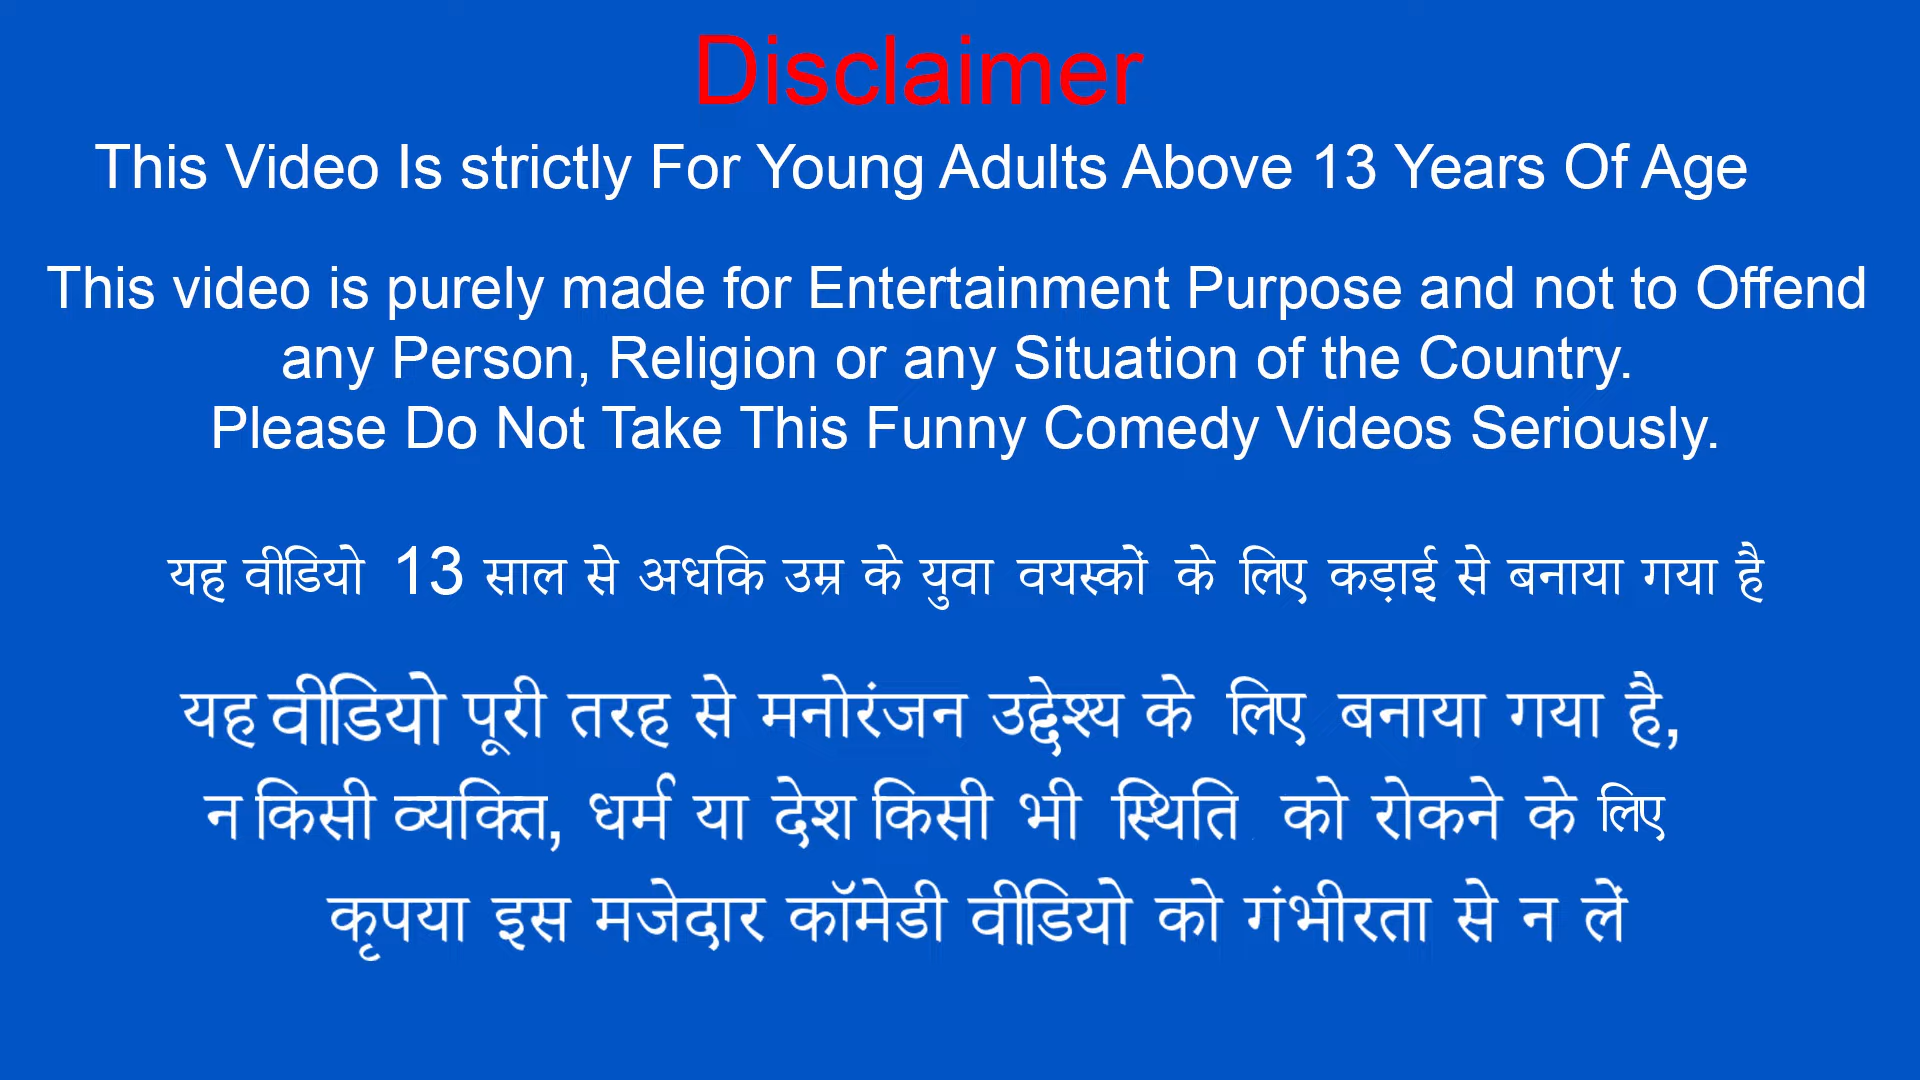 Disclaimer
This Video Is strictly For Young Adults Above 13 Years Of Age
This video is purely made for Entertainment Purpose and not to Offend
any Person, Religion or any Situation of the Country.
Please Do Not Take This Funny Comedy Videos Seriously.
यह वीडियो 13 साल से अधकि उम्र के युवा वयस्कों के लिए कड़ाई से बनाया गया है
यह वीडियो पूरी तरह से मनोरंजन उद्देश्य के लिए बनाया गया है,
न किसी व्यक्ति, धर्म या देश किसी भी स्थिति को रोकने के लिए
कृपया इस मजेदार कॉमेडी वीडियो को गंभीरता से न लें